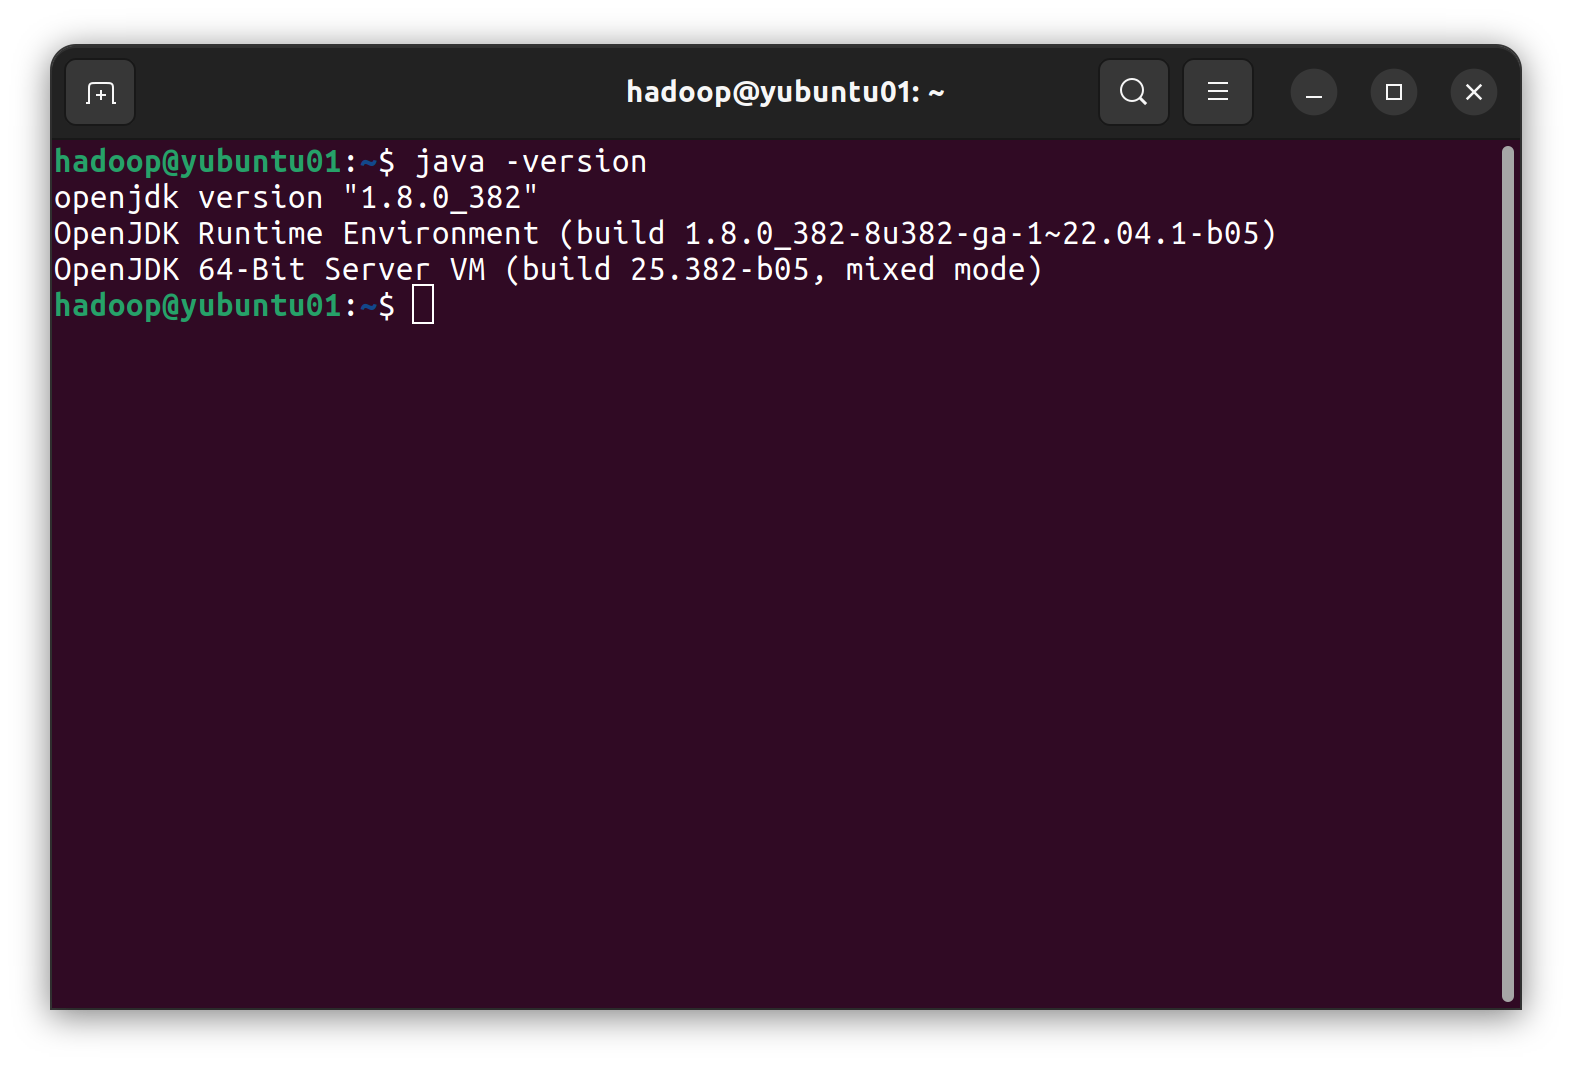 hadoop@yubuntu01: ~
hadoop@yubuntu01:~$ java -version
openjdk version "1.8.0_382"
OpenJDK Runtime Environment (build 1.8.0_382-8u382-ga-1~22.04.1-b05)
OpenJDK 64-Bit Server VM (build 25.382-b05, mixed mode)
hadoop@yubuntu01:~$